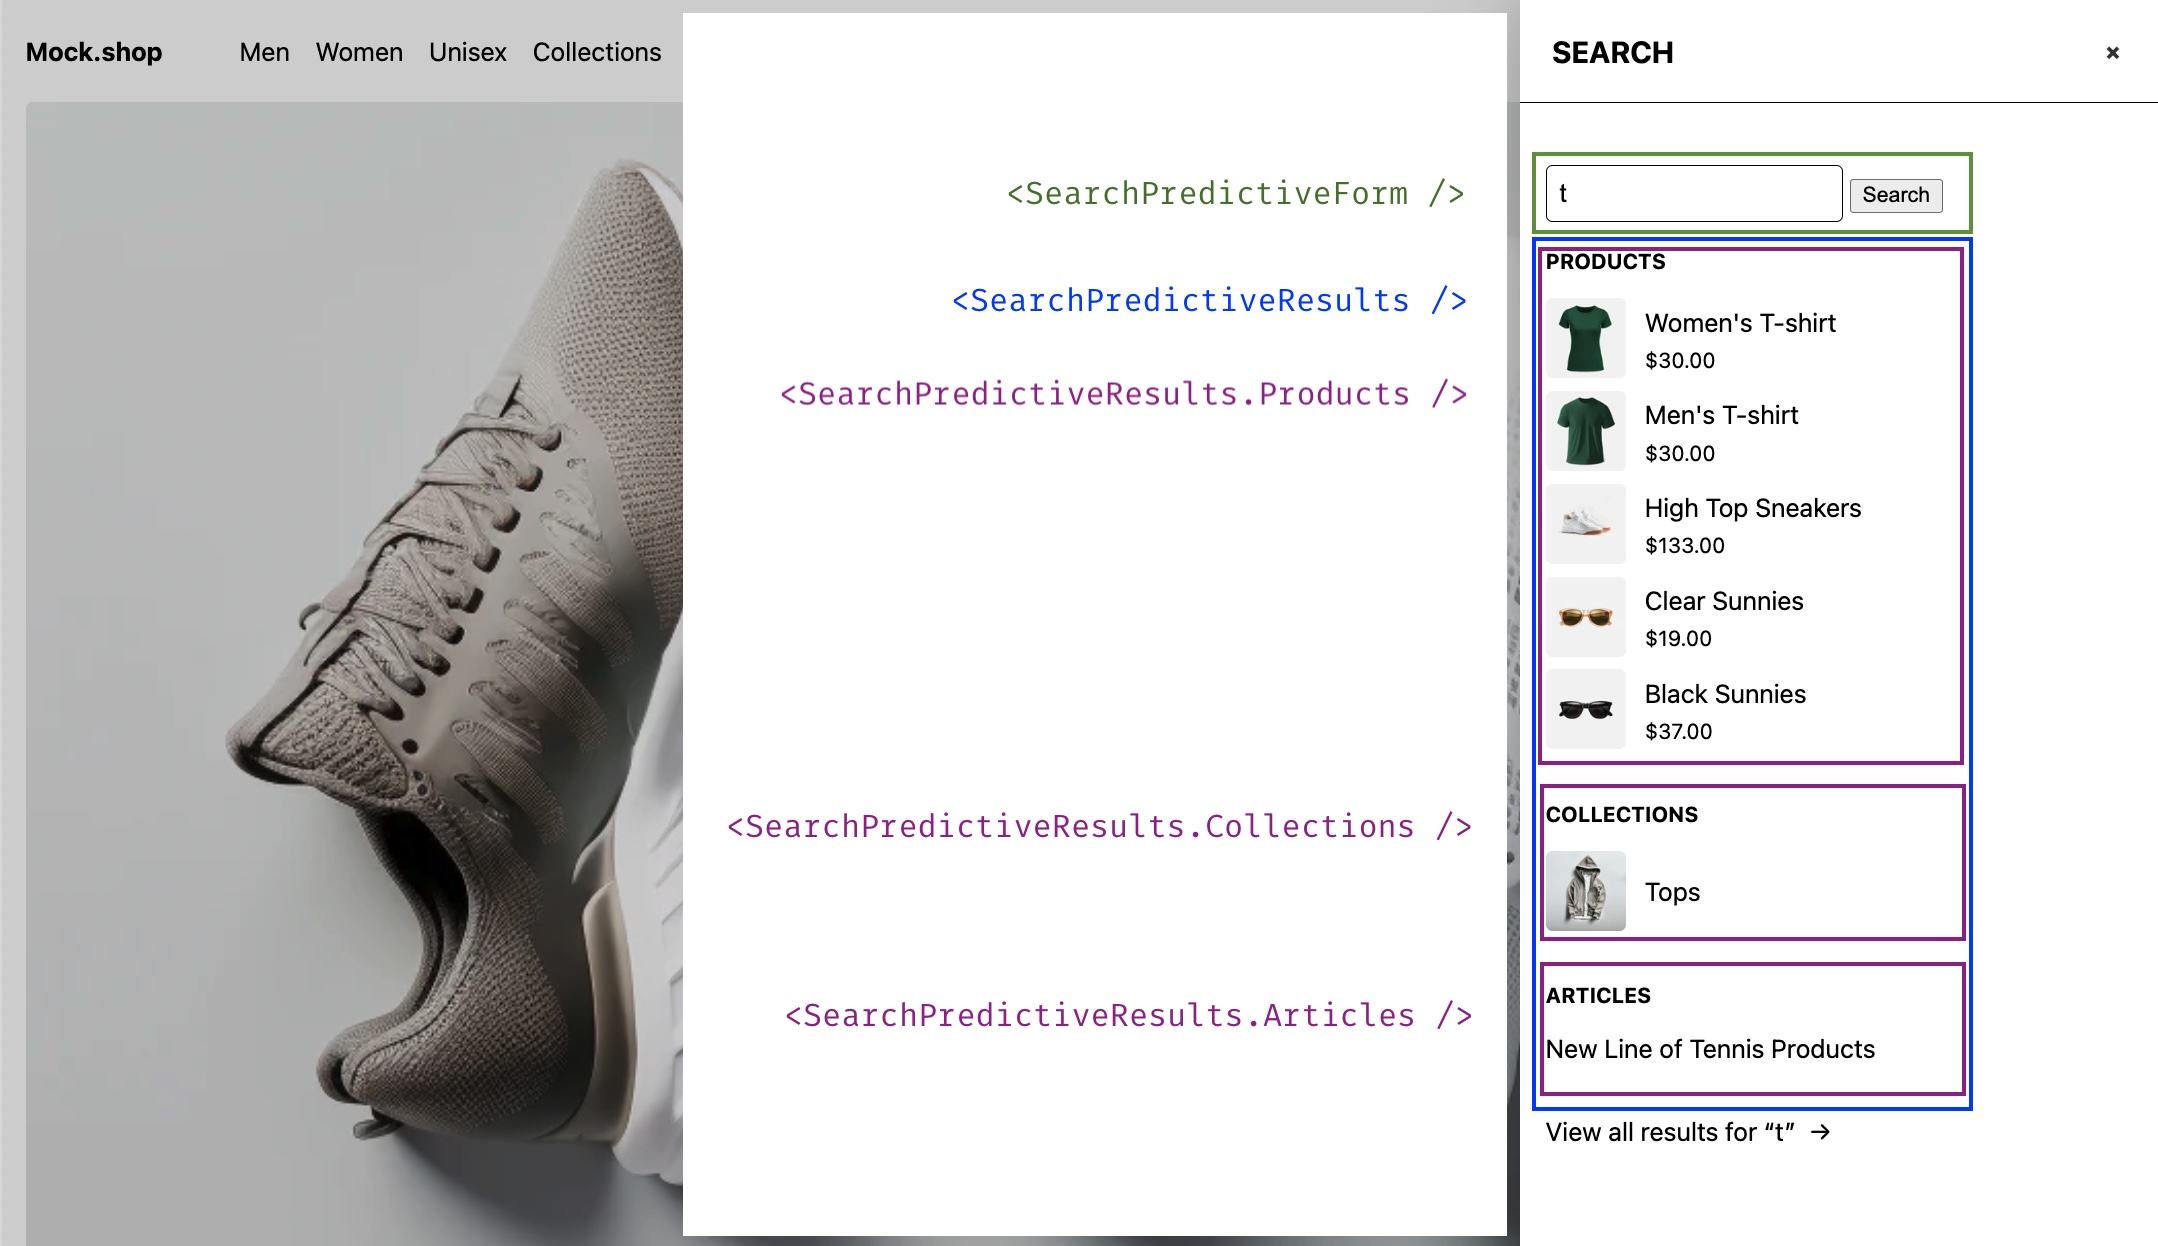 Mock.shop Men Women Unisex Collections
<SearchPredictiveForm />
<SearchPredictiveResults />
<SearchPredictiveResults.Products />
<SearchPredictiveResults.Collections />
<SearchPredictiveResults.Articles />
SEARCH ×
t Search
PRODUCTS
Women's T-shirt
$30.00
Men's T-shirt
$30.00
High Top Sneakers
$133.00
Clear Sunnies
$19.00
Black Sunnies
$37.00
COLLECTIONS
Tops
ARTICLES
New Line of Tennis Products
View all results for “t” →